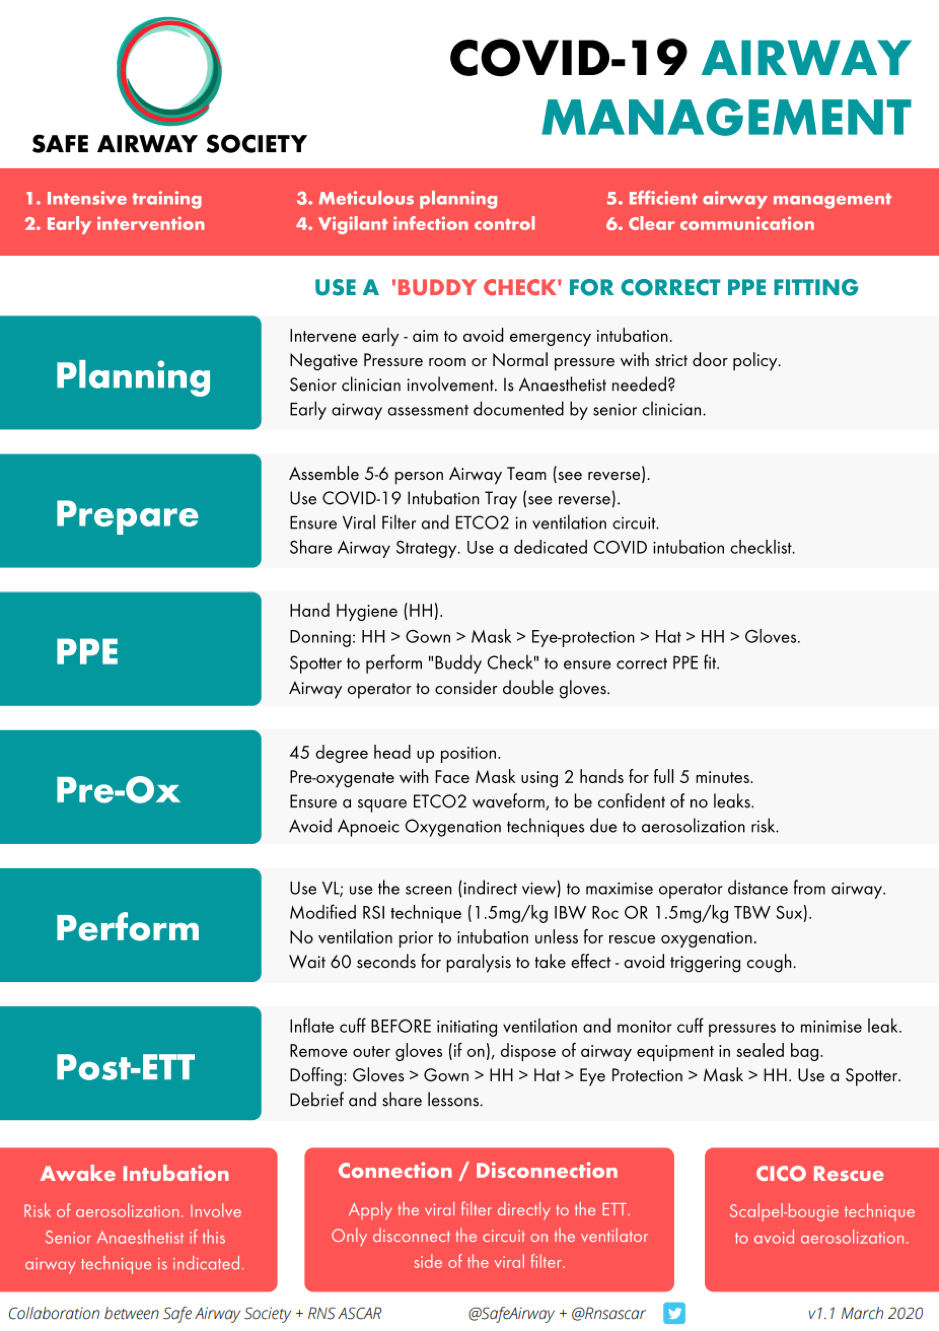 SAFE AIRWAY SOCIETY
COVID-19 AIRWAY
MANAGEMENT
1. Intensive training
2. Early intervention
3. Meticulous planning
4. Vigilant infection control
5. Efficient airway management
6. Clear communication
USE A 'BUDDY CHECK' FOR CORRECT PPE FITTING
Planning
Intervene early - aim to avoid emergency intubation.
Negative Pressure room or Normal pressure with strict door policy.
Senior clinician involvement. Is Anaesthetist needed?
Early airway assessment documented by senior clinician.
Prepare
Assemble 5-6 person Airway Team (see reverse).
Use COVID-19 Intubation Tray (see reverse).
Ensure Viral Filter and ETCO2 in ventilation circuit.
Share Airway Strategy. Use a dedicated COVID intubation checklist.
PPE
Hand Hygiene (HH).
Donning: HH > Gown > Mask > Eye-protection > Hat > HH > Gloves.
Spotter to perform "Buddy Check" to ensure correct PPE fit.
Airway operator to consider double gloves.
Pre-Ox
45 degree head up position.
Pre-oxygenate with Face Mask using 2 hands for full 5 minutes.
Ensure a square ETCO2 waveform, to be confident of no leaks.
Avoid Apnoeic Oxygenation techniques due to aerosolization risk.
Perform
Use VL; use the screen (indirect view) to maximise operator distance from airway.
Modified RSI technique (1.5mg/kg IBW Roc OR 1.5mg/kg TBW Sux).
No ventilation prior to intubation unless for rescue oxygenation.
Wait 60 seconds for paralysis to take effect - avoid triggering cough.
Post-ETT
Inflate cuff BEFORE initiating ventilation and monitor cuff pressures to minimise leak.
Remove outer gloves (if on), dispose of airway equipment in sealed bag.
Doffing: Gloves > Gown > HH > Hat > Eye Protection > Mask > HH. Use a Spotter.
Debrief and share lessons.
Awake Intubation
Risk of aerosolization. Involve
Senior Anaesthetist if this
airway technique is indicated.
Connection / Disconnection
Apply the viral filter directly to the ETT.
Only disconnect the circuit on the ventilator
side of the viral filter.
CICO Rescue
Scalpel-bougie technique
to avoid aerosolization.
Collaboration between Safe Airway Society + RNS ASCAR
@SafeAirway + @Rnsascar
v1.1 March 2020